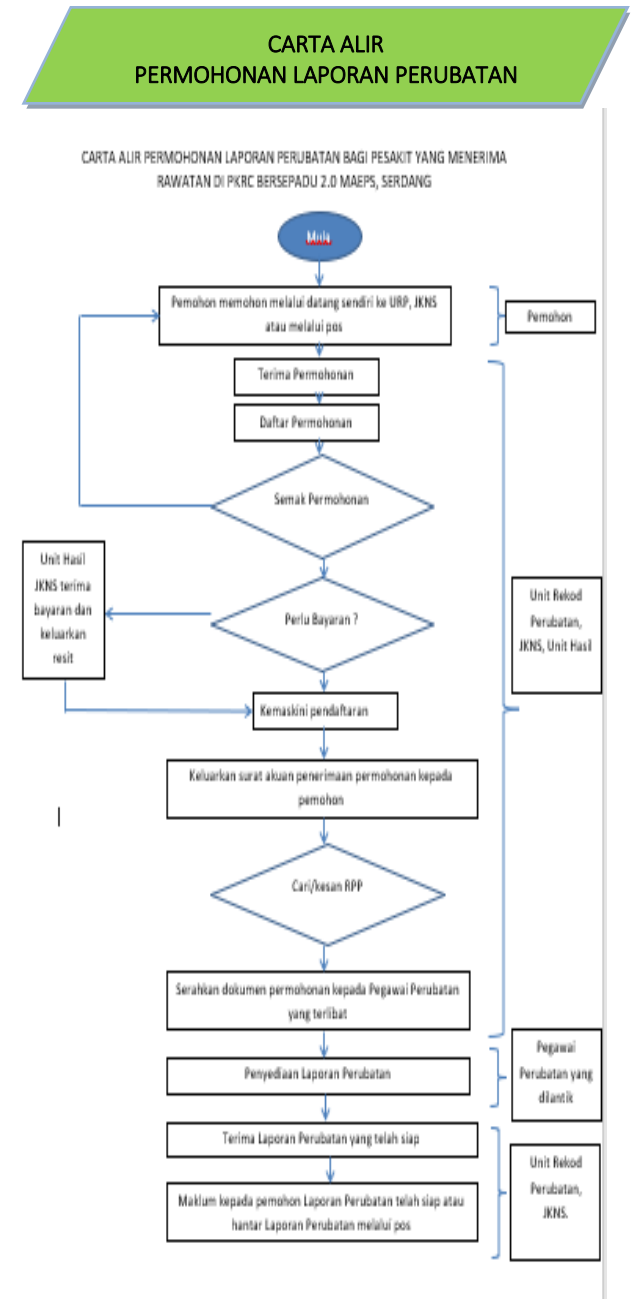 CARTA ALIR
PERMOHONAN LAPORAN PERUBATAN
CARTA ALIR PERMOHONAN LAPORAN PERUBATAN BAGI PESAKIT YANG MENERIMA
RAWATAN DI PKRC BERSEPADU 2.0 MAEPS, SERDANG
Mula
Pemohon memohon melalui datang sendiri ke URP, JKNS
atau melalui pos
Pemohon
Terima Permohonan
Daftar Permohonan
Semak Permohonan
Unit Hasil
JKNS terima
bayaran dan
keluarkan
resit
Perlu Bayaran ?
Unit Rekod
Perubatan,
JKNS, Unit Hasil
Kemaskini pendaftaran
Keluarkan surat akuan penerimaan permohonan kepada
pemohon
Cari/kesan RPP
Serahkan dokumen permohonan kepada Pegawai Perubatan
yang terlibat
Penyediaan Laporan Perubatan
Pegawai
Perubatan yang
dilantik
Terima Laporan Perubatan yang telah siap
Maklum kepada pemohon Laporan Perubatan telah siap atau
hantar Laporan Perubatan melalui pos
Unit Rekod
Perubatan,
JKNS.